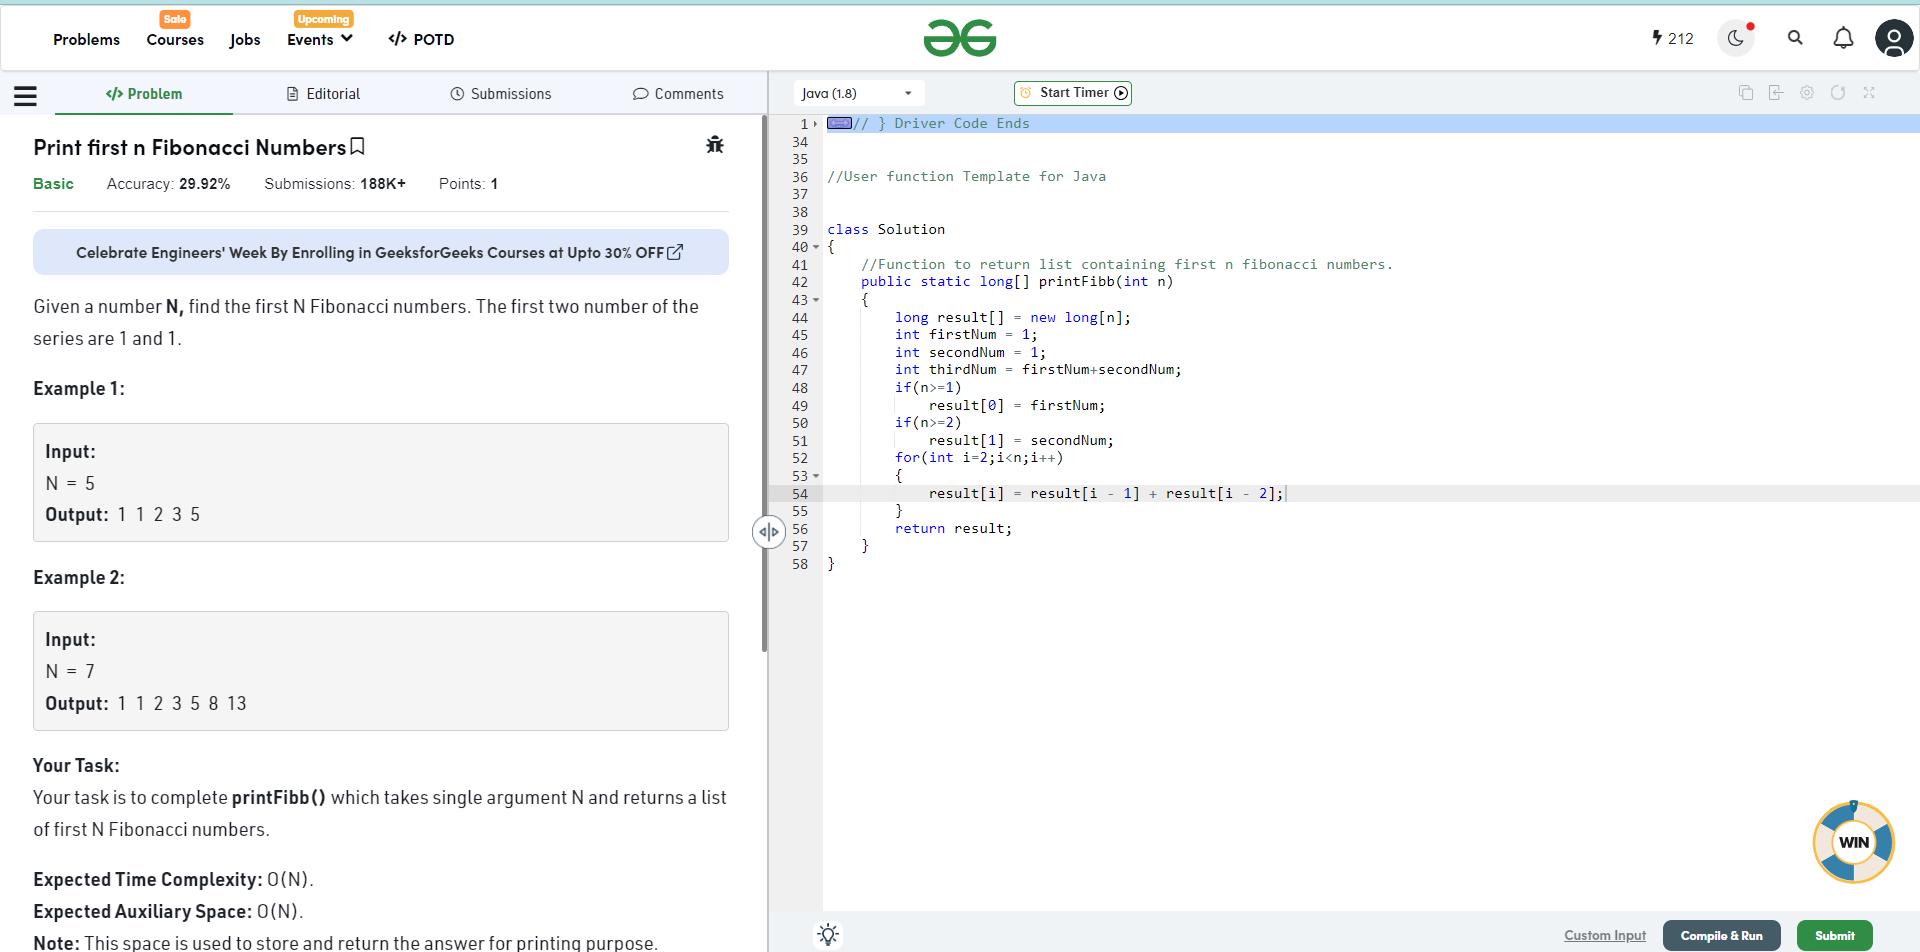 Problems
Sale
Courses
Jobs
Upcoming
Events
</> POTD
212
</> Problem
Editorial
Submissions
Comments
Java (1.8)
Start Timer
Print first n Fibonacci Numbers
Basic Accuracy: 29.92% Submissions: 188K+ Points: 1
Celebrate Engineers' Week By Enrolling in GeeksforGeeks Courses at Upto 30% OFF
Given a number N, find the first N Fibonacci numbers. The first two number of the
series are 1 and 1.
Example 1:
Input:
N = 5
Output: 1 1 2 3 5
Example 2:
Input:
N = 7
Output: 1 1 2 3 5 8 13
Your Task:
Your task is to complete printFibb() which takes single argument N and returns a list
of first N Fibonacci numbers.
Expected Time Complexity: O(N).
Expected Auxiliary Space: O(N).
Note: This space is used to store and return the answer for printing purpose.
1 // } Driver Code Ends
34
35
36 //User function Template for Java
37
38
39 class Solution
40 {
41 //Function to return list containing first n fibonacci numbers.
42 public static long[] printFibb(int n)
43 {
44 long result[] = new long[n];
45 int firstNum = 1;
46 int secondNum = 1;
47 int thirdNum = firstNum+secondNum;
48 if(n>=1)
49 result[0] = firstNum;
50 if(n>=2)
51 result[1] = secondNum;
52 for(int i=2;i<n;i++)
53 {
54 result[i] = result[i - 1] + result[i - 2];
55 }
56 return result;
57 }
58 }
WIN
Custom Input
Compile & Run
Submit